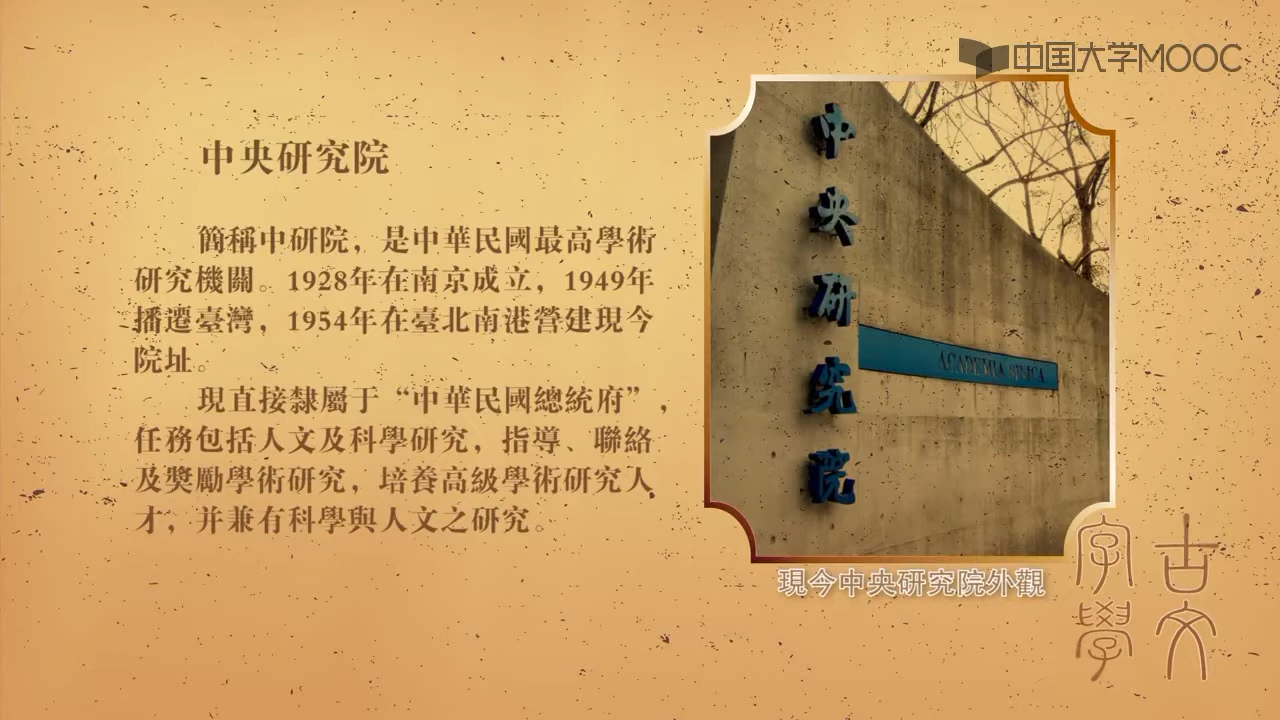 中国大学MOOC
中央研究院
簡稱中研院，是中華民國最高學術
研究機關。1928年在南京成立，1949年
播遷臺灣，1954年在臺北南港營建現今
院址。
現直接隸屬于“中華民國總統府”，
任務包括人文及科學研究，指導、聯絡
及獎勵學術研究，培養高級學術研究人
才，并兼有科學與人文之研究。
中央研究院
ACADEMIA SINICA
現今中央研究院外觀
古文
字學